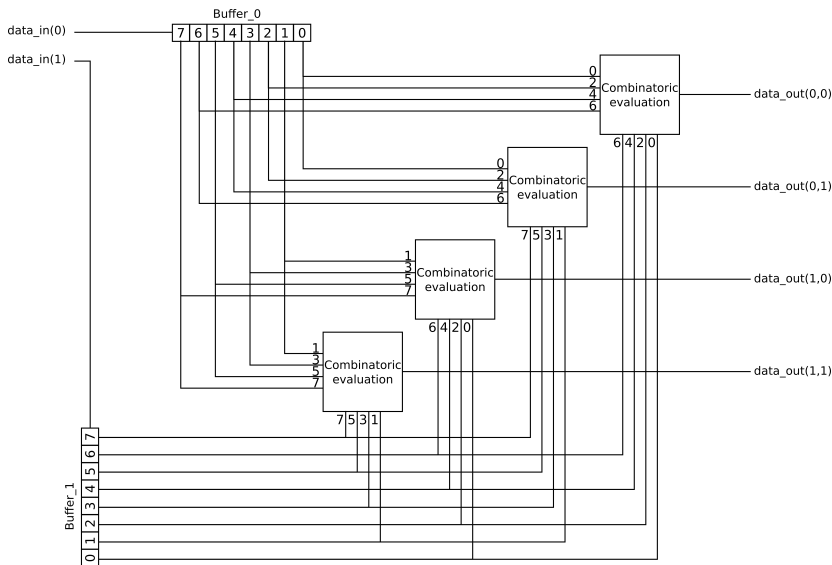 Buffer_0
data_in(0)
7 6 5 4 3 2 1 0
data_in(1)
0
2
4
6
Combinatoric
evaluation
data_out(0,0)
6 4 2 0
0
2
4
6
Combinatoric
evaluation
data_out(0,1)
7 5 3 1
1
3
5
7
Combinatoric
evaluation
data_out(1,0)
6 4 2 0
1
3
5
7
Combinatoric
evaluation
data_out(1,1)
7 5 3 1
Buffer_1
7
6
5
4
3
2
1
0